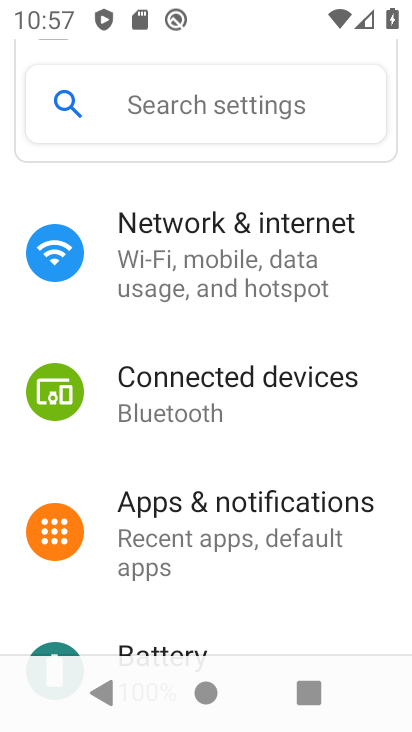 10:57
Search settings
Network & internet
Wi-Fi, mobile, data
usage, and hotspot
Connected devices
Bluetooth
Apps & notifications
Recent apps, default
apps
Battery
100%